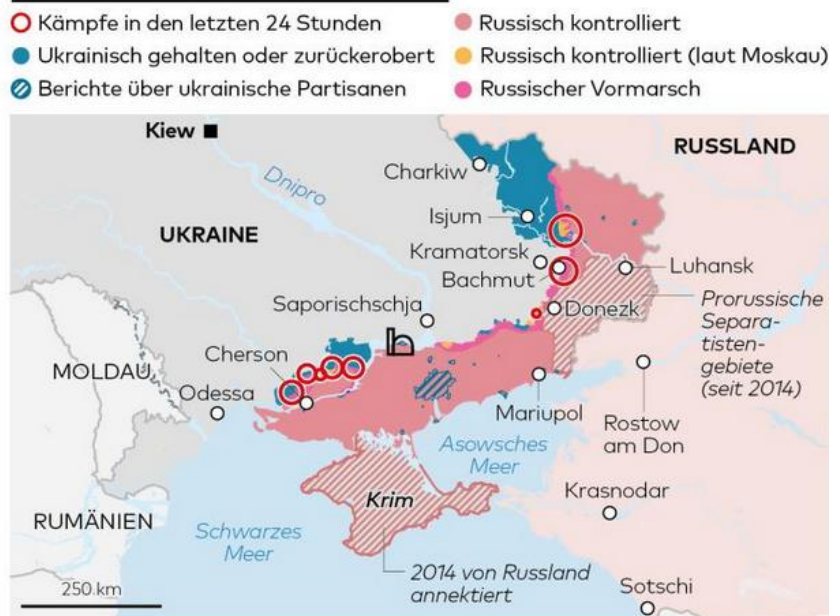 Kämpfe in den letzten 24 Stunden
Ukrainisch gehalten oder zurückerobert
Berichte über ukrainische Partisanen
Russisch kontrolliert
Russisch kontrolliert (laut Moskau)
Russischer Vormarsch
Kiew
RUSSLAND
Charkiw
Dnipro
Isjum
UKRAINE
Kramatorsk
Bachmut
Luhansk
Saporischschja
Donezk
Prorussische
Separa-
tisten-
gebiete
(seit 2014)
Cherson
MOLDAU
Odessa
Mariupol
Rostow
am Don
Asowsches
Meer
Krim
Krasnodar
RUMÄNIEN
Schwarzes
Meer
2014 von Russland
annektiert
250 km
Sotschi